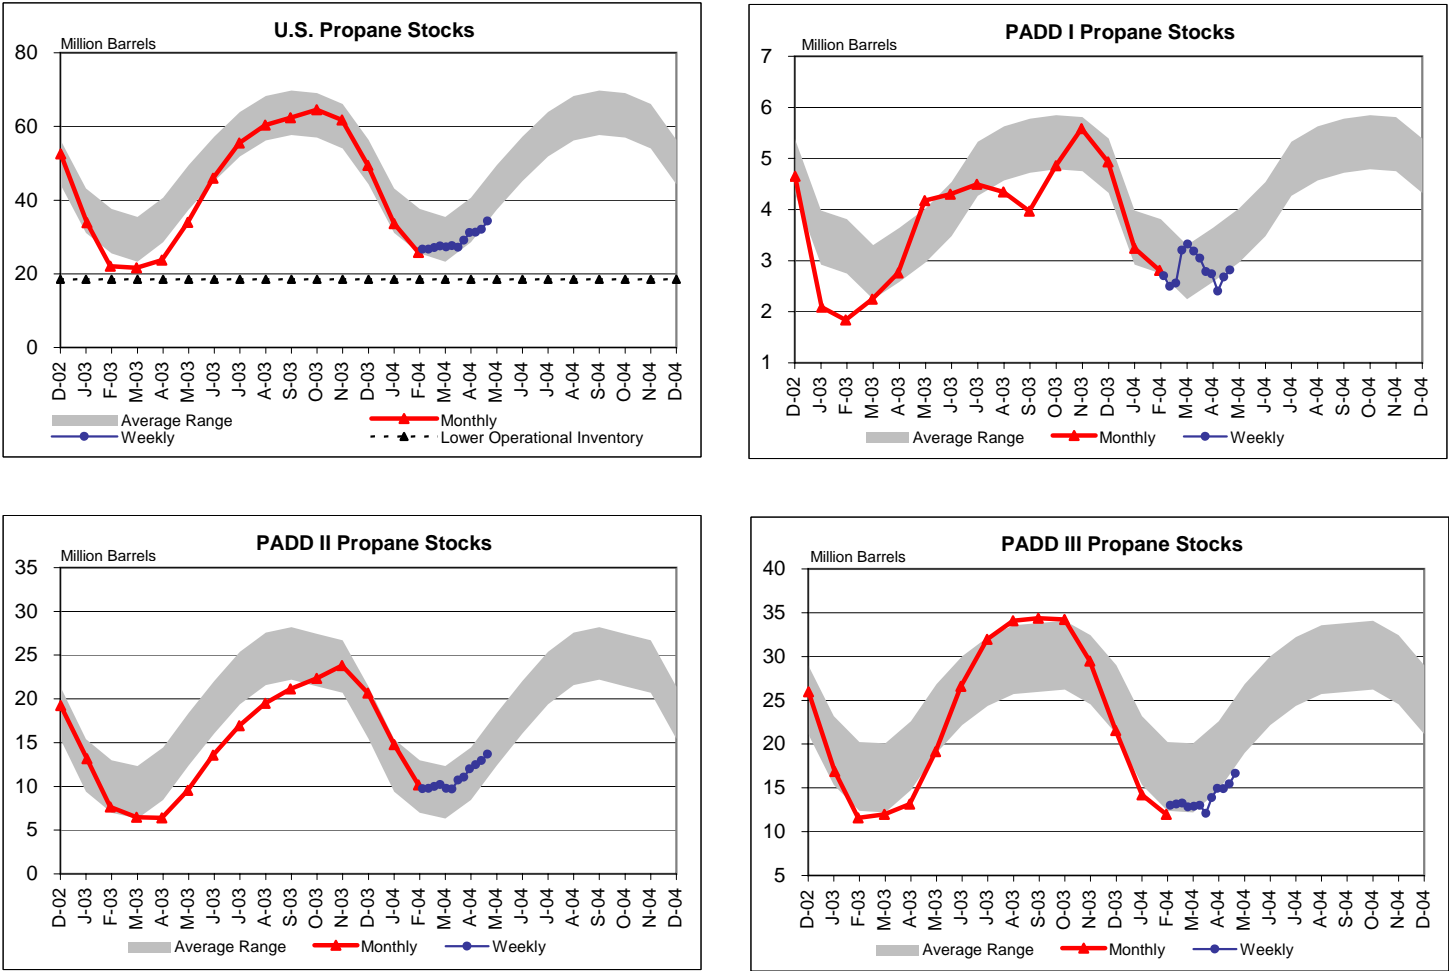 U.S. Propane Stocks
Million Barrels
80
60
40
20
0
D-02 J-03 F-03 M-03 A-03 M-03 J-03 J-03 A-03 S-03 O-03 N-03 D-03 J-04 F-04 M-04 A-04 M-04 J-04 J-04 A-04 S-04 O-04 N-04 D-04
Average Range Monthly
Weekly Lower Operational Inventory
PADD I Propane Stocks
Million Barrels
7
6
5
4
3
2
1
D-02 J-03 F-03 M-03 A-03 M-03 J-03 J-03 A-03 S-03 O-03 N-03 D-03 J-04 F-04 M-04 A-04 M-04 J-04 J-04 A-04 S-04 O-04 N-04 D-04
Average Range Monthly Weekly
PADD II Propane Stocks
Million Barrels
35
30
25
20
15
10
5
0
D-02 J-03 F-03 M-03 A-03 M-03 J-03 J-03 A-03 S-03 O-03 N-03 D-03 J-04 F-04 M-04 A-04 M-04 J-04 J-04 A-04 S-04 O-04 N-04 D-04
Average Range Monthly Weekly
PADD III Propane Stocks
Million Barrels
40
35
30
25
20
15
10
5
D-02 J-03 F-03 M-03 A-03 M-03 J-03 J-03 A-03 S-03 O-03 N-03 D-03 J-04 F-04 M-04 A-04 M-04 J-04 J-04 A-04 S-04 O-04 N-04 D-04
Average Range Monthly Weekly